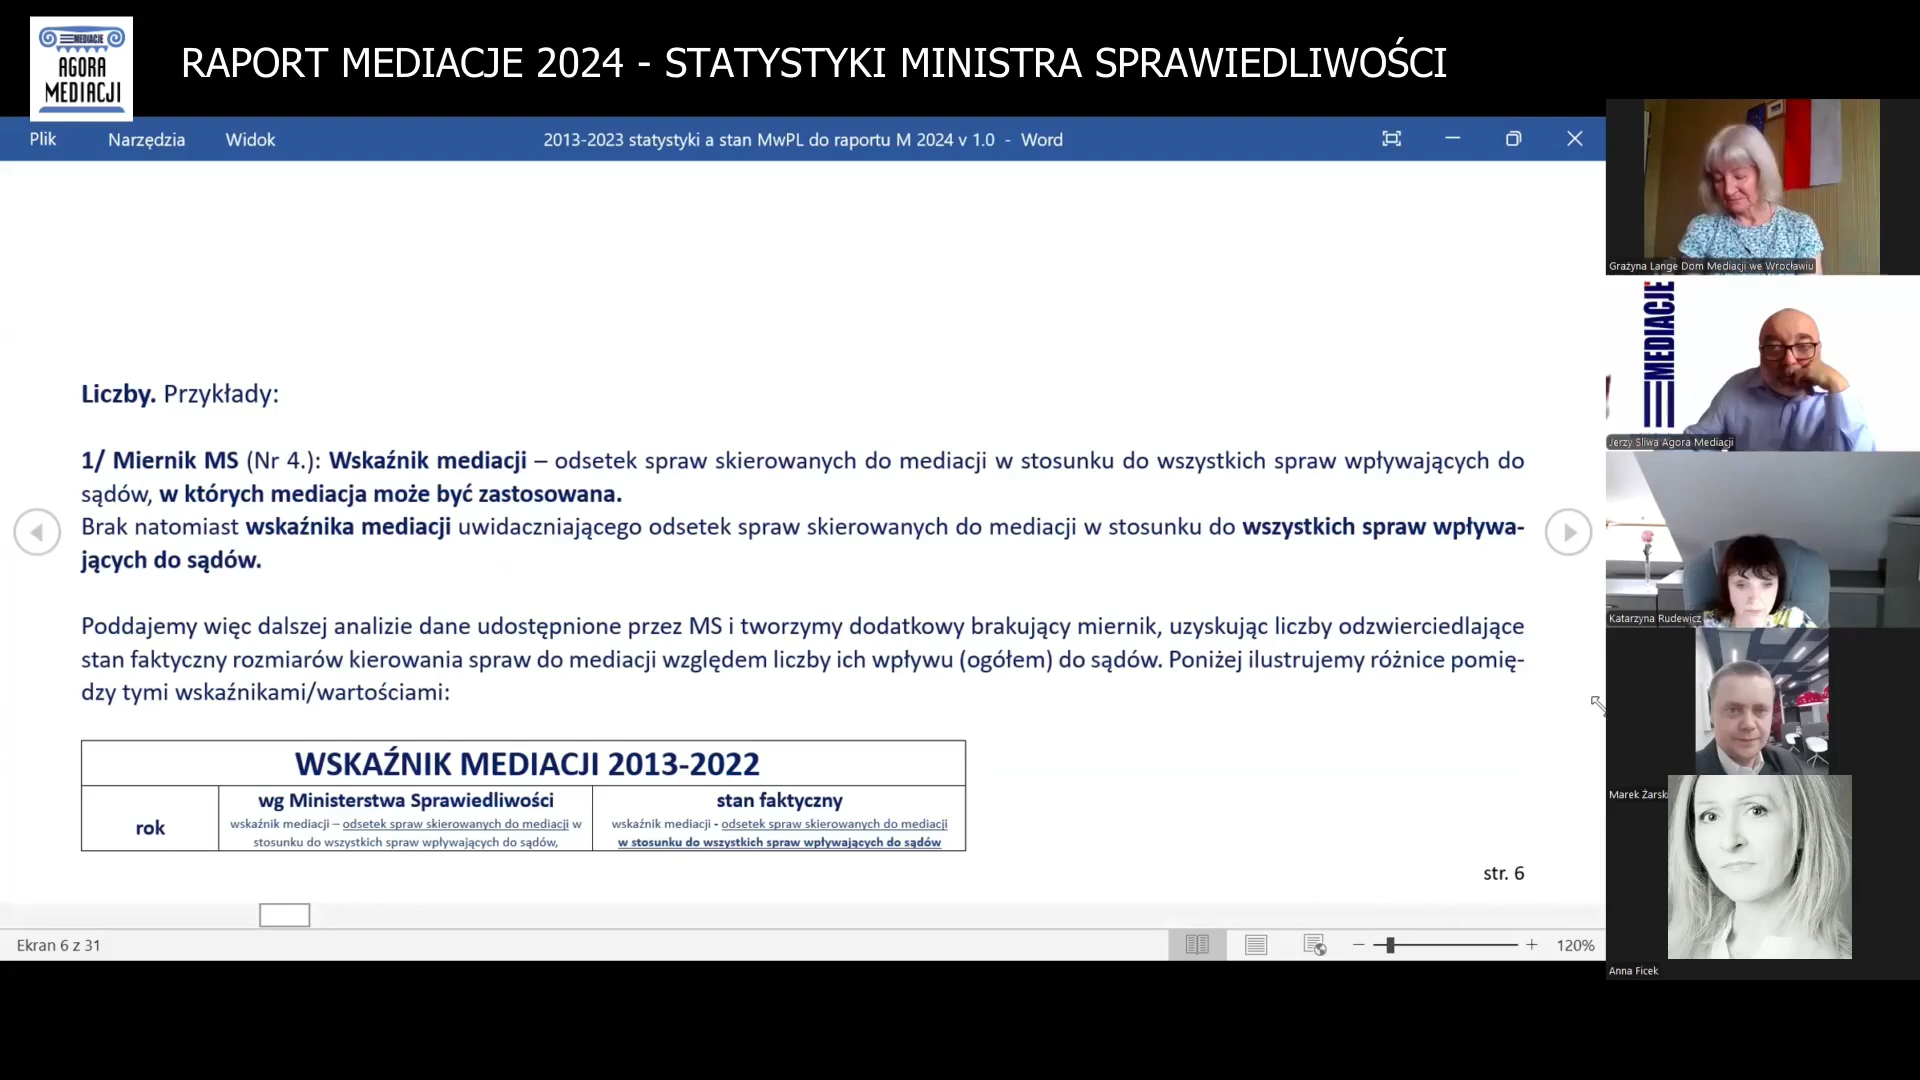 MEDIACJE
AGORA
MEDIACJI
RAPORT MEDIACJE 2024 - STATYSTYKI MINISTRA SPRAWIEDLIWOŚCI
Plik Narzędzia Widok 2013-2023 statystyki a stan MwPL do raportu M 2024 v 1.0 - Word
Liczby. Przykłady:
1/ Miernik MS (Nr 4.): Wskaźnik mediacji – odsetek spraw skierowanych do mediacji w stosunku do wszystkich spraw wpływających do
sądów, w których mediacja może być zastosowana.
Brak natomiast wskaźnika mediacji uwidaczniającego odsetek spraw skierowanych do mediacji w stosunku do wszystkich spraw wpływa-
jących do sądów.
Poddajemy więc dalszej analizie dane udostępnione przez MS i tworzymy dodatkowy brakujący miernik, uzyskując liczby odzwierciedlające
stan faktyczny rozmiarów kierowania spraw do mediacji względem liczby ich wpływu (ogółem) do sądów. Poniżej ilustrujemy różnice pomię-
dzy tymi wskaźnikami/wartościami:
WSKAŹNIK MEDIACJI 2013-2022
rok
wg Ministerstwa Sprawiedliwości
wskaźnik mediacji – odsetek spraw skierowanych do mediacji w
stosunku do wszystkich spraw wpływających do sądów,
stan faktyczny
wskaźnik mediacji - odsetek spraw skierowanych do mediacji
w stosunku do wszystkich spraw wpływających do sądów
str. 6
Ekran 6 z 31
120%
Grażyna Lange Dom Mediacji we Wrocławiu
MEDIACJE
Jerzy Śliwa Agora Mediacji
Katarzyna Rudewicz
Marek Żarsk
Anna Ficek